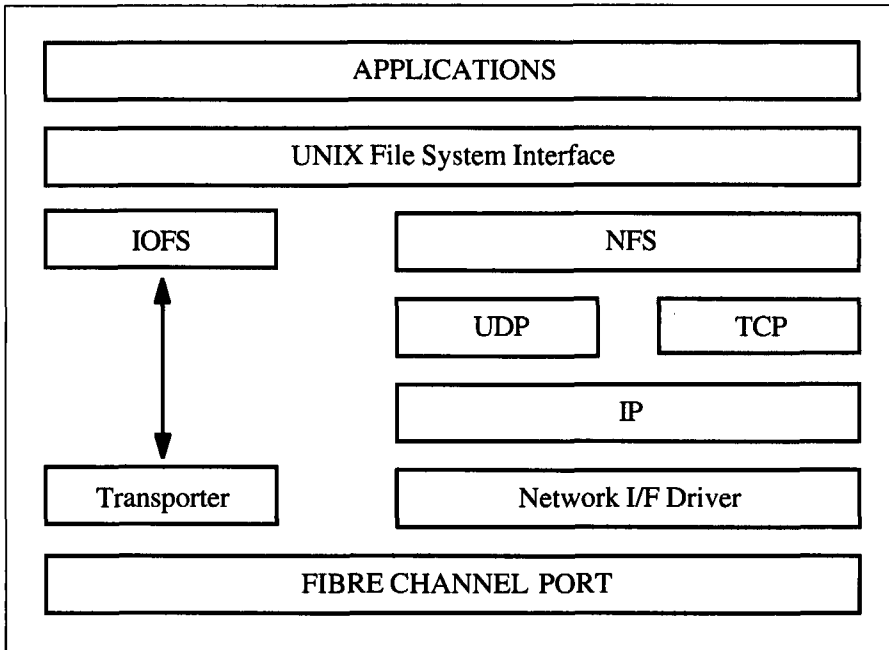 APPLICATIONS
UNIX File System Interface
IOFS
NFS
UDP
TCP
IP
Transporter
Network I/F Driver
FIBRE CHANNEL PORT